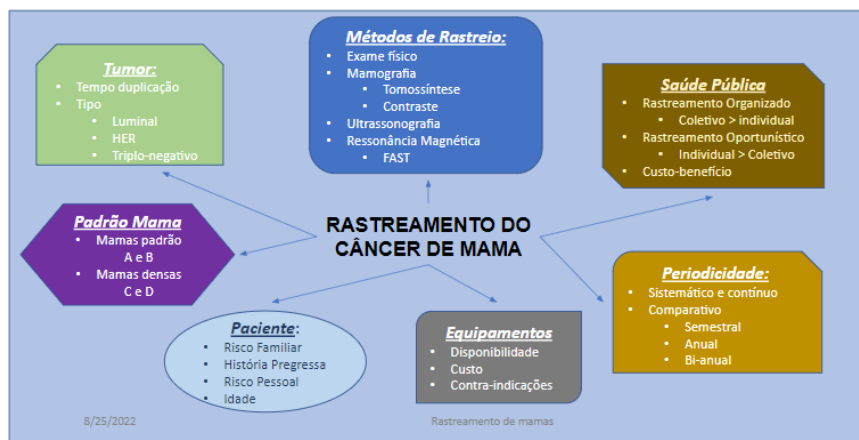 Métodos de Rastreio:
• Exame físico
• Mamografia
• Tomossíntese
• Contraste
• Ultrassonografia
• Ressonância Magnética
• FAST
Tumor:
• Tempo duplicação
• Tipo
• Luminal
• HER
• Triplo-negativo
Saúde Pública
• Rastreamento Organizado
• Coletivo > individual
• Rastreamento Oportunístico
• Individual > Coletivo
• Custo-benefício
RASTREAMENTO DO
CÂNCER DE MAMA
Padrão Mama
• Mamas padrão
A e B
• Mamas densas
C e D
Periodicidade:
• Sistemático e contínuo
• Comparativo
• Semestral
• Anual
• Bi-anual
Paciente:
• Risco Familiar
• História Pregressa
• Risco Pessoal
• Idade
Equipamentos
• Disponibilidade
• Custo
• Contra-indicações
8/25/2022
Rastreamento de mamas